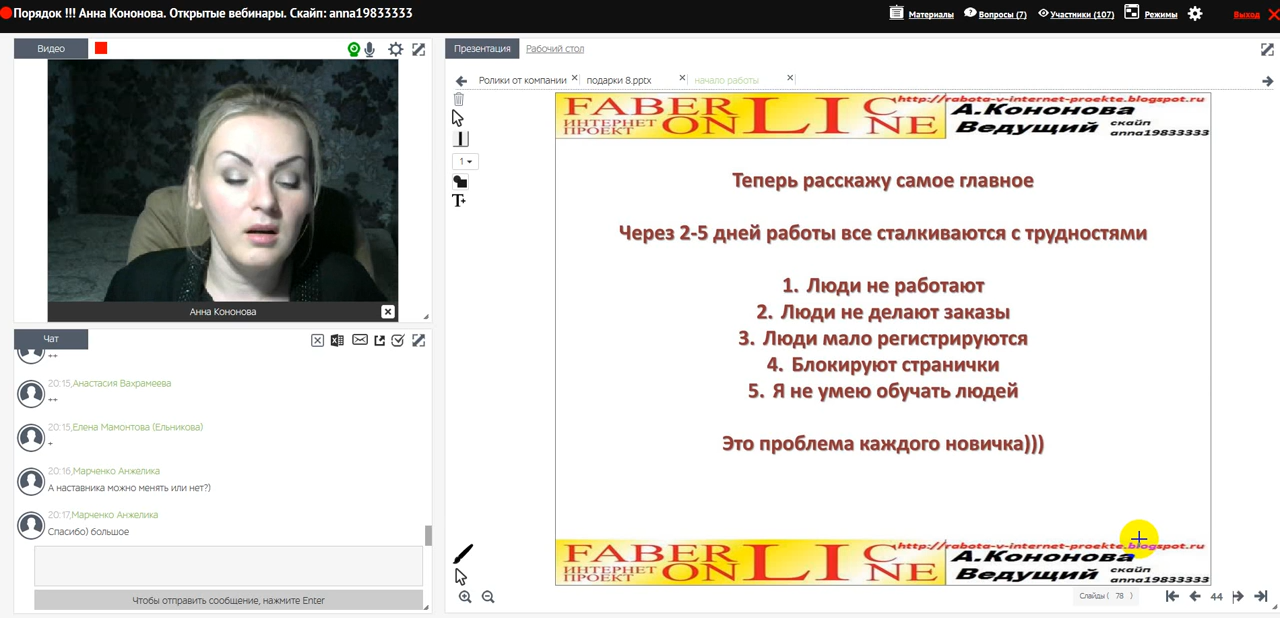 Порядок !!! Анна Кононова. Открытые вебинары. Скайп: anna19833333
Материалы
Вопросы (7)
Участники (107)
Режимы
Выход
Видео
Анна Кононова
Чат
++
20:15, Анастасия Вахрамеева
++
20:15, Елена Мамонтова (Ельникова)
+
20:16, Марченко Анжелика
А наставника можно менять или нет?)
20:17, Марченко Анжелика
Спасибо) большое
Чтобы отправить сообщение, нажмите Enter
Презентация
Рабочий стол
Ролики от компании
подарки 8.pptx
начало работы
1
T+
FABERLIC
ONLINE
ИНТЕРНЕТ
ПРОЕКТ
http://rabota-v-internet-proekte.blogspot.ru
А.Кононова
Ведущий
скайп
anna19833333
Теперь расскажу самое главное
Через 2-5 дней работы все сталкиваются с трудностями
1. Люди не работают
2. Люди не делают заказы
3. Люди мало регистрируются
4. Блокируют странички
5. Я не умею обучать людей
Это проблема каждого новичка)))
FABERLIC
ONLINE
ИНТЕРНЕТ
ПРОЕКТ
http://rabota-v-internet-proekte.blogspot.ru
А.Кононова
Ведущий
скайп
anna19833333
Слайды ( 78 )
44